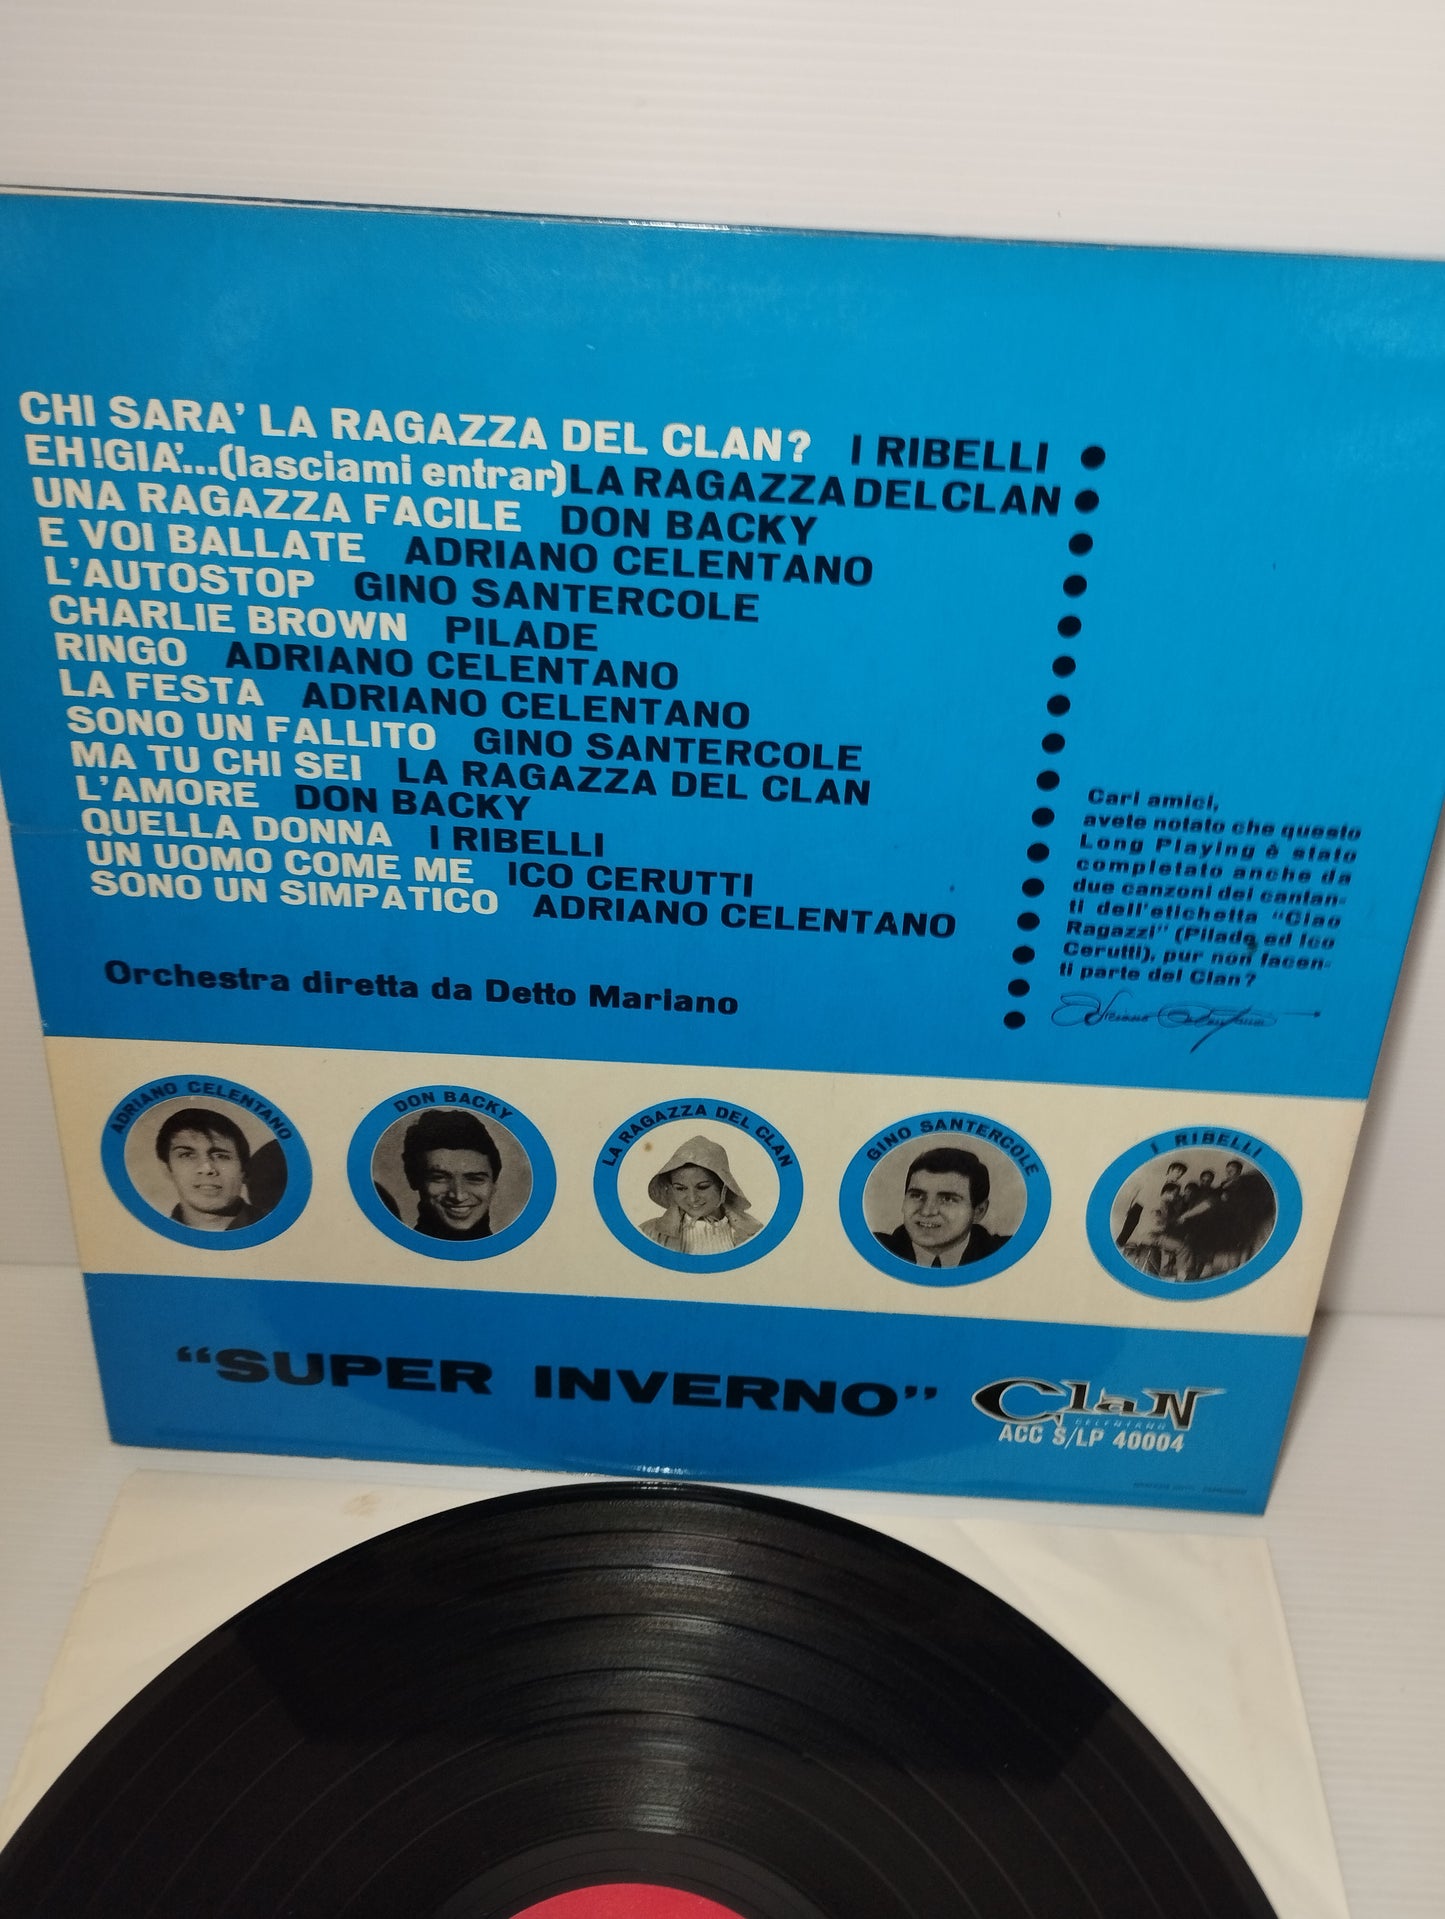 CHI SARA' LA RAGAZZA DEL CLAN? I RIBELLI
EH!GIA'...(lasciami entrar) LA RAGAZZA DEL CLAN
UNA RAGAZZA FACILE DON BACKY
E VOI BALLATE ADRIANO CELENTANO
L'AUTOSTOP GINO SANTERCOLE
CHARLIE BROWN PILADE
RINGO ADRIANO CELENTANO
LA FESTA ADRIANO CELENTANO
SONO UN FALLITO GINO SANTERCOLE
MA TU CHI SEI LA RAGAZZA DEL CLAN
L'AMORE DON BACKY
QUELLA DONNA I RIBELLI
UN UOMO COME ME ICO CERUTTI
SONO UN SIMPATICO ADRIANO CELENTANO
Orchestra diretta da Detto Mariano
Cari amici,
avete notato che questo
Long Playing è stato
completato anche da
due canzoni dei cantan-
ti dell'etichetta "Ciao
Ragazzi" (Pilade ed Ico
Cerutti), pur non facen-
ti parte del Clan?
Adriano Celentano
ADRIANO CELENTANO
DON BACKY
LA RAGAZZA DEL CLAN
GINO SANTERCOLE
I RIBELLI
"SUPER INVERNO"
Clan
CELENTANO
ACC S/LP 40004